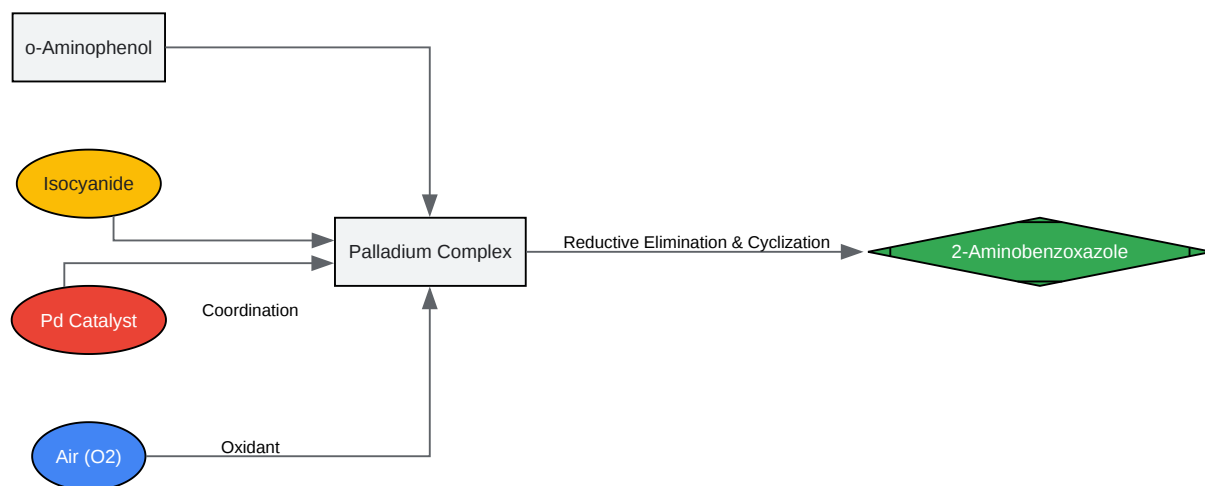 o-Aminophenol
Isocyanide
Palladium Complex
Reductive Elimination & Cyclization
2-Aminobenzoxazole
Pd Catalyst
Coordination
Air (O2)
Oxidant